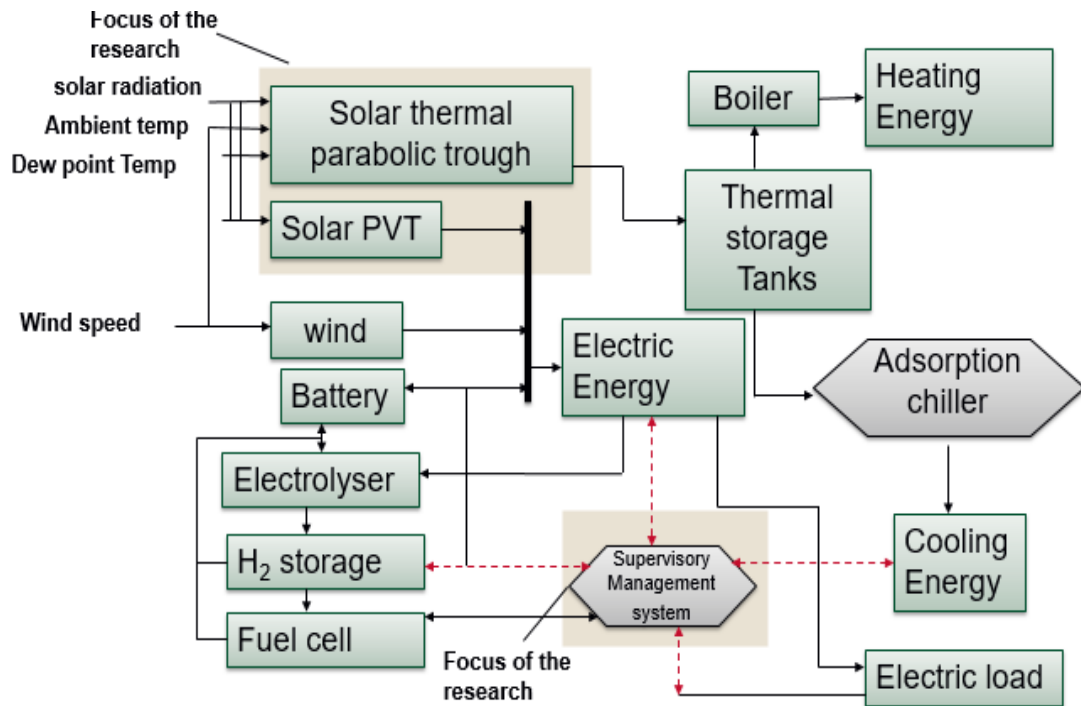 Focus of the
research
solar radiation
Ambient temp
Dew point Temp
Solar thermal
parabolic trough
Solar PVT
Boiler
Heating
Energy
Thermal
storage
Tanks
Wind speed
wind
Electric
Energy
Adsorption
chiller
Battery
Electrolyser
H₂ storage
Fuel cell
Supervisory
Management
system
Cooling
Energy
Focus of the
research
Electric load